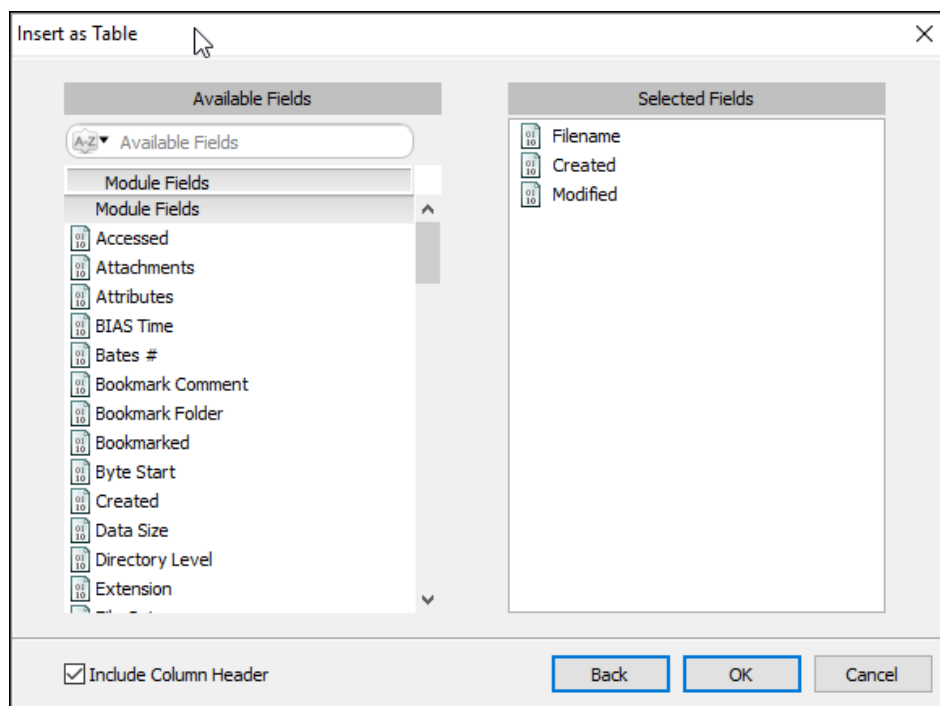 Insert as Table
Available Fields
A-Z Available Fields
Module Fields
Module Fields
Accessed
Attachments
Attributes
BIAS Time
Bates #
Bookmark Comment
Bookmark Folder
Bookmarked
Byte Start
Created
Data Size
Directory Level
Extension
Selected Fields
Filename
Created
Modified
Include Column Header
Back
OK
Cancel